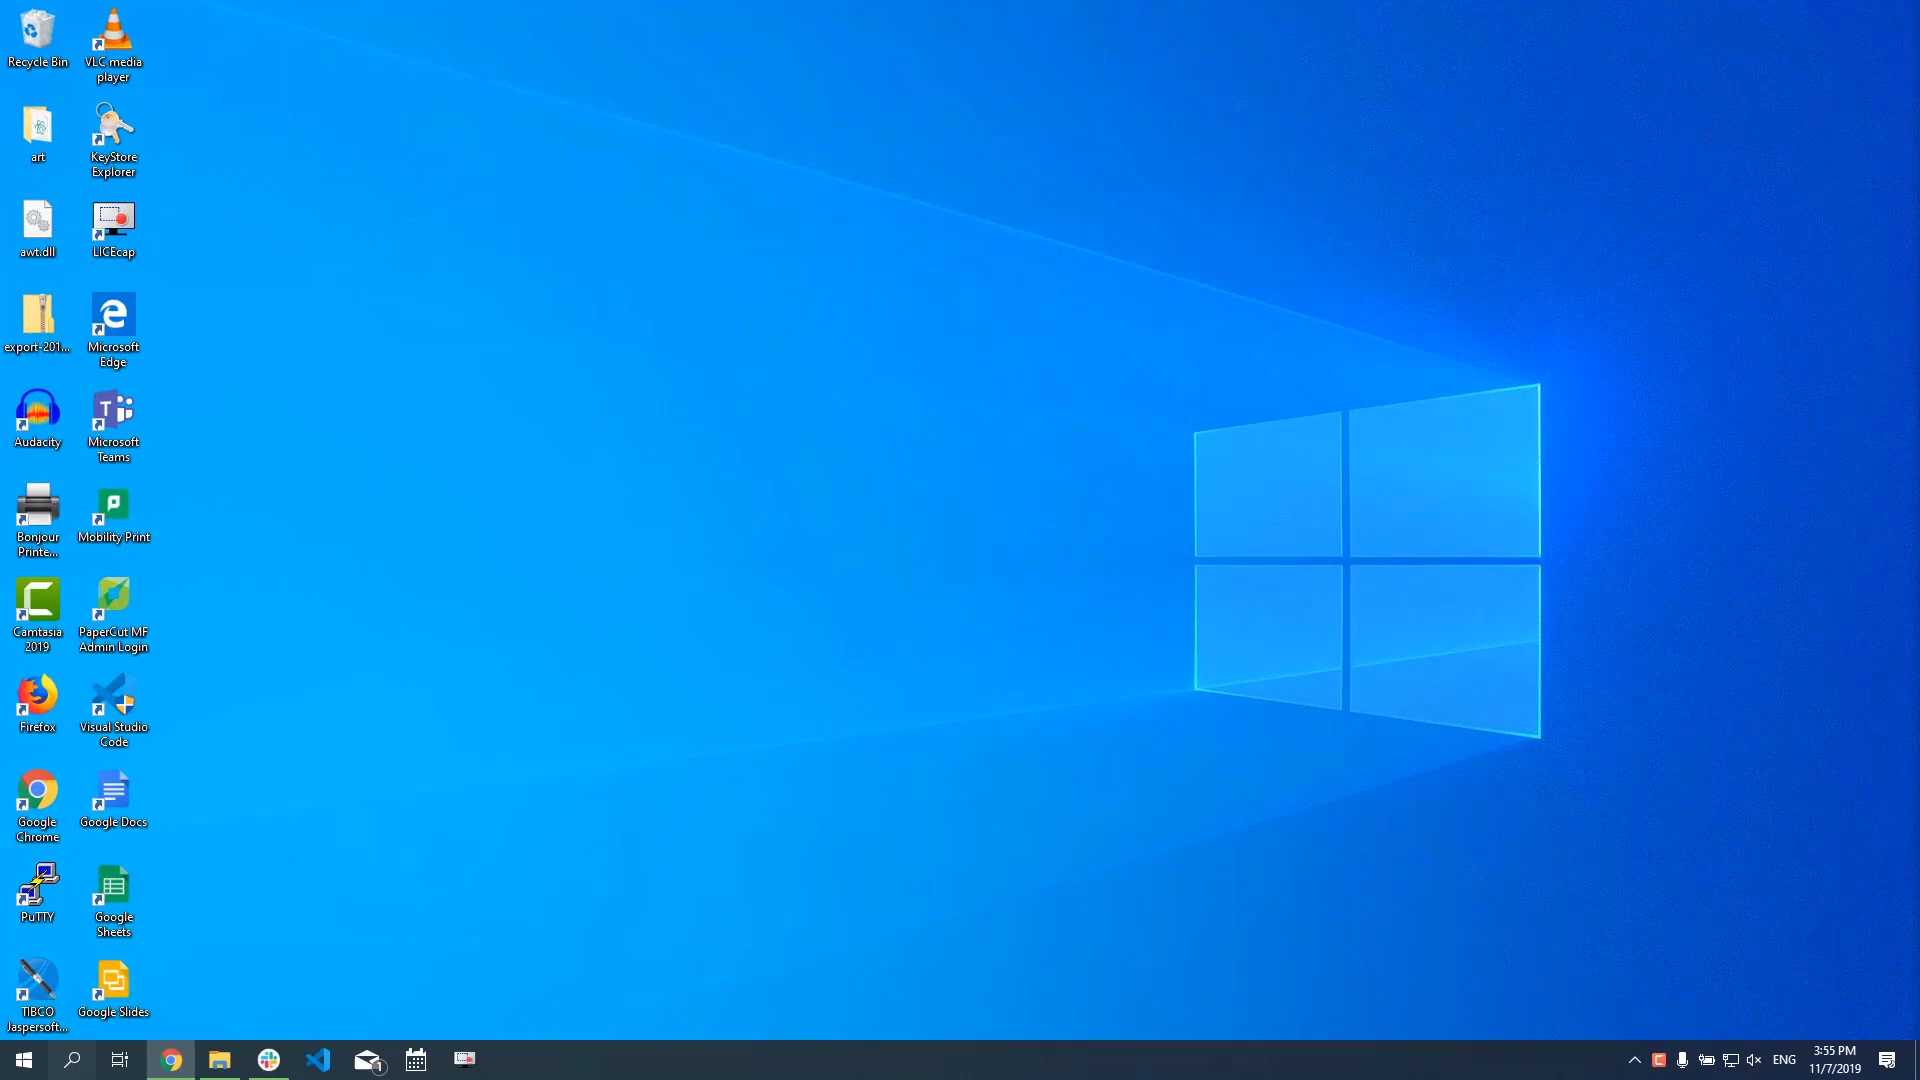 Recycle Bin
VLC media
player
art
KeyStore
Explorer
awt.dll
LICEcap
export-201...
Microsoft
Edge
Audacity
Microsoft
Teams
Bonjour
Printe...
Mobility Print
Camtasia
2019
PaperCut MF
Admin Login
Firefox
Visual Studio
Code
Google
Chrome
Google Docs
PuTTY
Google
Sheets
TIBCO
Jaspersoft...
Google Slides
1
ENG
3:55 PM
11/7/2019